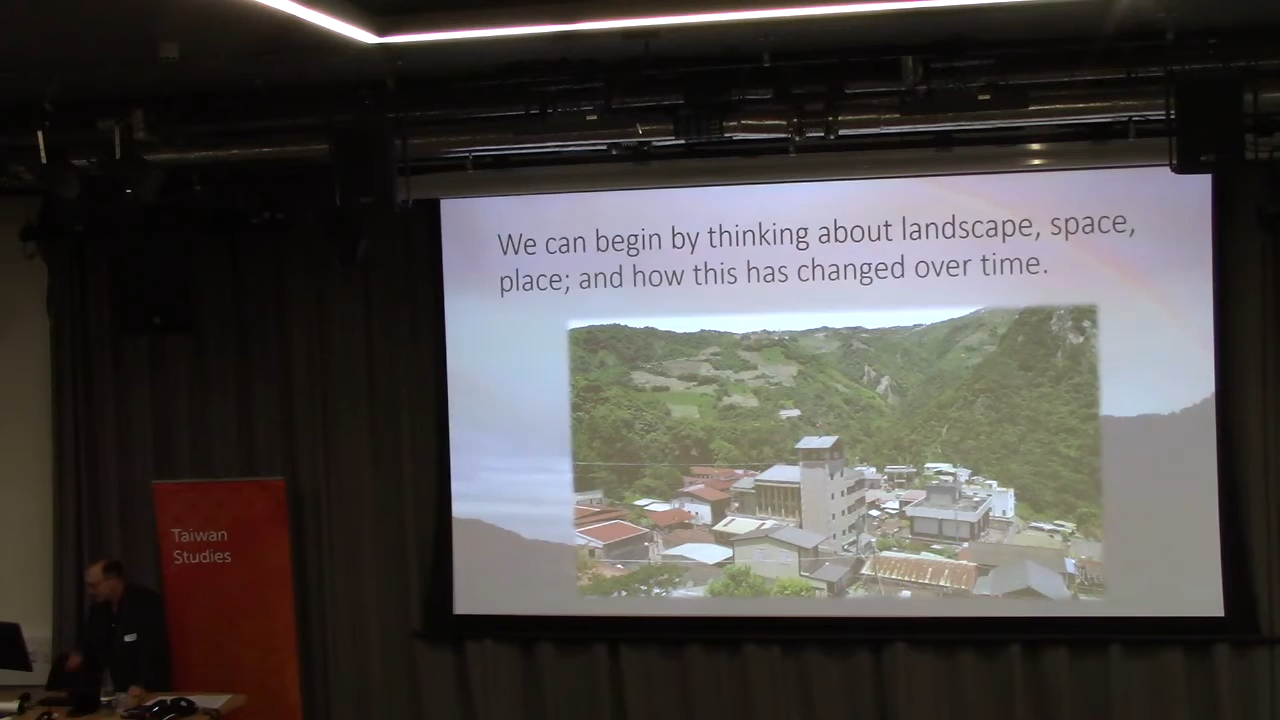 We can begin by thinking about landscape, space,
place; and how this has changed over time.
Taiwan
Studies